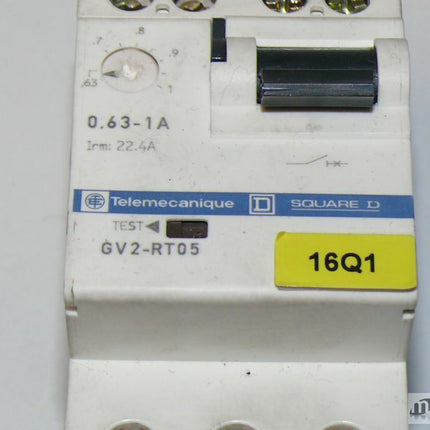 .8
.7 .9
.63 1
0.63-1A
Irm: 22.4A
Telemecanique D SQUARE D
TEST
GV2-RT05
16Q1